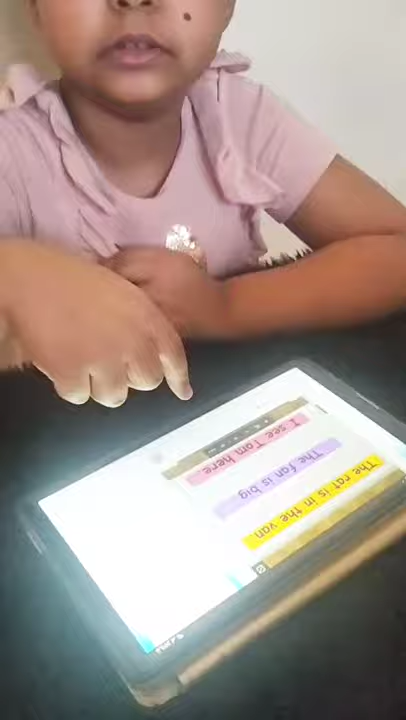 I see Tom here
The fan is big
The rat is in the van